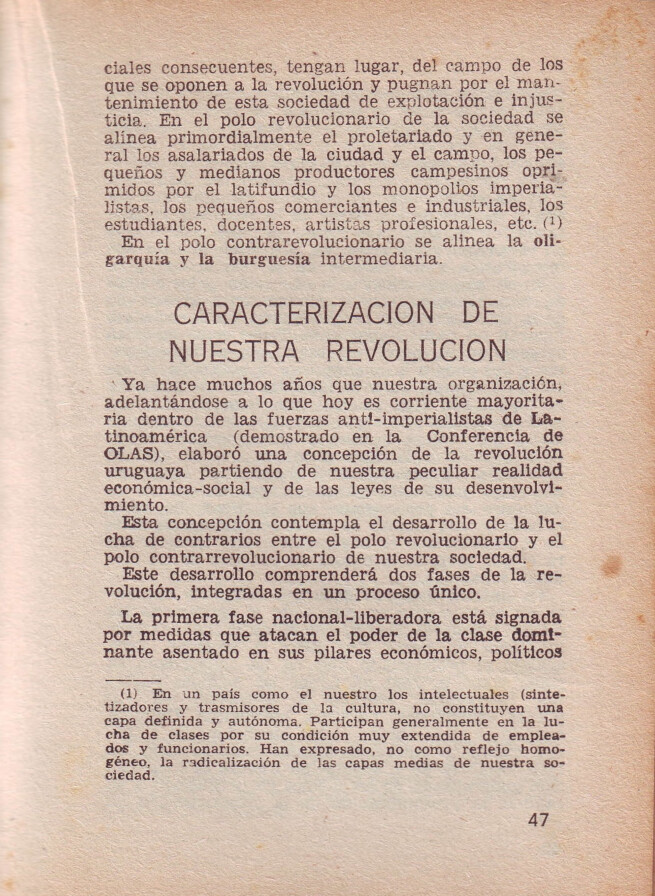 ciales consecuentes, tengan lugar, del campo de los
que se oponen a la revolución y pugnan por el man-
tenimiento de esta sociedad de explotación e injus-
ticia. En el polo revolucionario de la sociedad se
alinea primordialmente el proletariado y en gene-
ral los asalariados de la ciudad y el campo, los pe-
queños y medianos productores campesinos opri-
midos por el latifundio y los monopolios imperia-
listas, los pequeños comerciantes e industriales, los
estudiantes, docentes, artistas profesionales, etc. (1)
En el polo contrarevolucionario se alinea la oli-
garquía y la burguesía intermediaria.
CARACTERIZACION DE
NUESTRA REVOLUCION
Ya hace muchos años que nuestra organización,
adelantándose a lo que hoy es corriente mayorita-
ria dentro de las fuerzas anti-imperialistas de La-
tinoamérica (demostrado en la Conferencia de
OLAS), elaboró una concepción de la revolución
uruguaya partiendo de nuestra peculiar realidad
económica-social y de las leyes de su desenvolvi-
miento.
Esta concepción contempla el desarrollo de la lu-
cha de contrarios entre el polo revolucionario y el
polo contrarrevolucionario de nuestra sociedad.
Este desarrollo comprenderá dos fases de la re-
volución, integradas en un proceso único.
La primera fase nacional-liberadora está signada
por medidas que atacan el poder de la clase domi-
nante asentado en sus pilares económicos, políticos
(1) En un país como el nuestro los intelectuales (sinte-
tizadores y trasmisores de la cultura, no constituyen una
capa definida y autónoma. Participan generalmente en la lu-
cha de clases por su condición muy extendida de emplea-
dos y funcionarios. Han expresado, no como reflejo homo-
géneo, la radicalización de las capas medias de nuestra so-
ciedad.
47